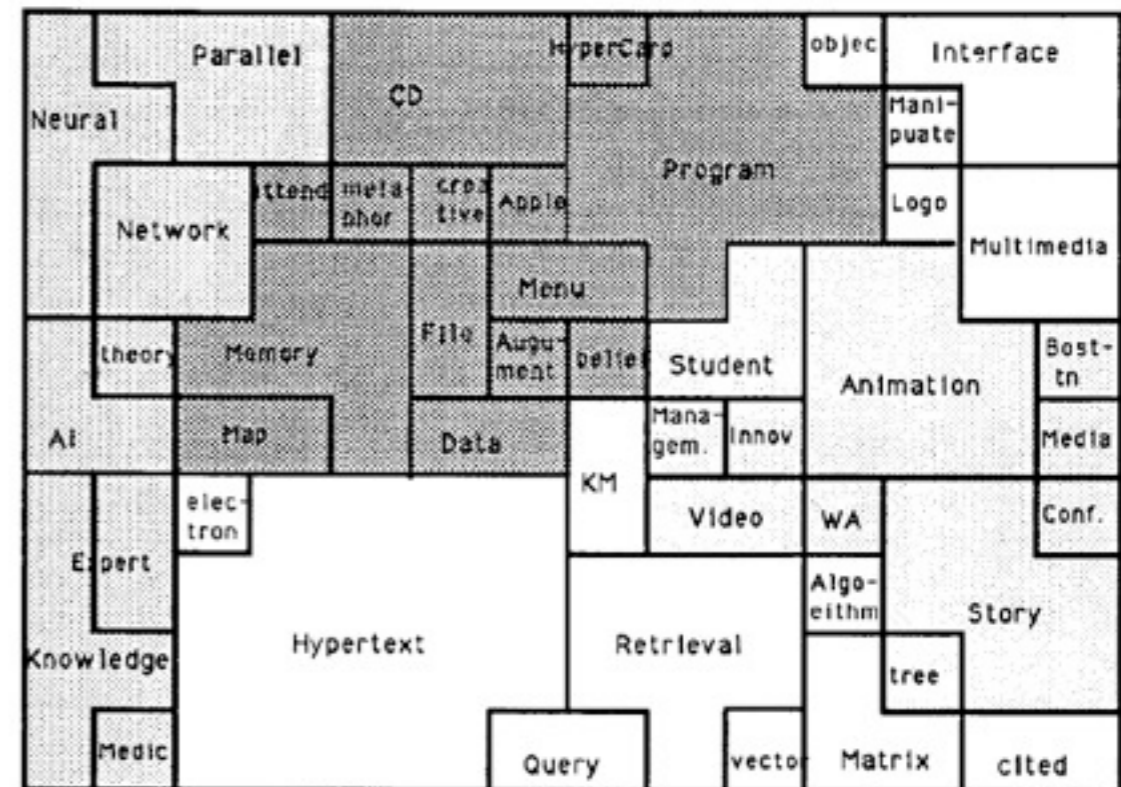 Parallel
HyperCard
objec
Interface
CD
Neural
Mani-
puate
Program
attend
meta-
phor
crea
tive
Apple
Logo
Network
Multimedia
Menu
File
theory
Memory
Augu-
ment
belief
Student
Animation
Bost-
tn
AI
Map
Data
Mana-
gem.
Innov
Media
KM
elec-
tron
Video
WA
Conf.
Expert
Algo-
eithm
Hypertext
Retrieval
Story
Knowledge
tree
Medic
Query
vector
Matrix
cited